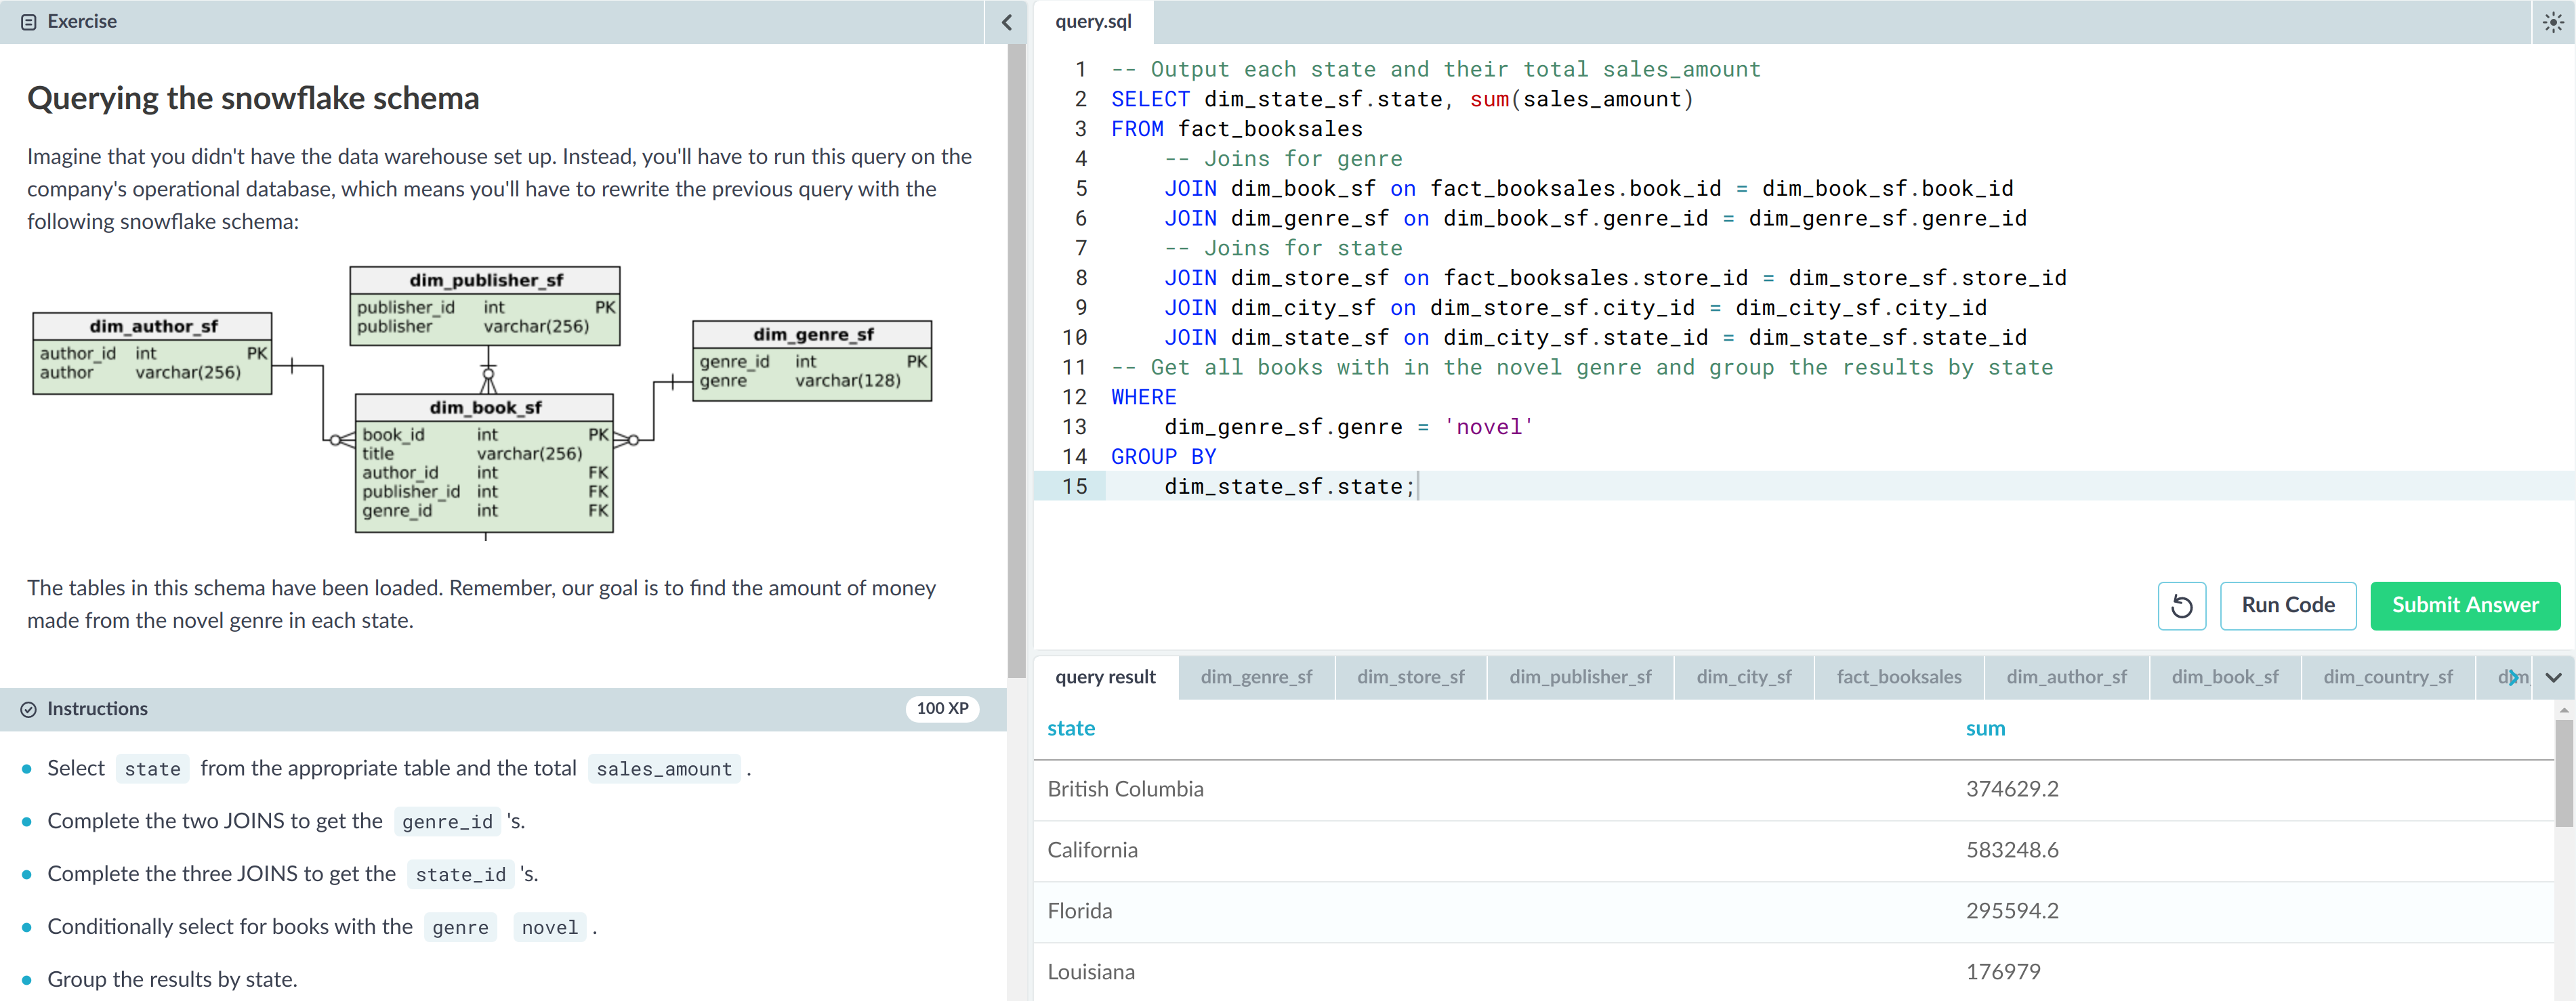 Exercise
Querying the snowflake schema
Imagine that you didn't have the data warehouse set up. Instead, you'll have to run this query on the
company's operational database, which means you'll have to rewrite the previous query with the
following snowflake schema:
dim_publisher_sf
publisher_id int PK
publisher varchar(256)
dim_author_sf
author_id int PK
author varchar(256)
dim_genre_sf
genre_id int PK
genre varchar(128)
dim_book_sf
book_id int PK
title varchar(256)
author_id int FK
publisher_id int FK
genre_id int FK
The tables in this schema have been loaded. Remember, our goal is to find the amount of money
made from the novel genre in each state.
Instructions
100 XP
Select state from the appropriate table and the total sales_amount .
Complete the two JOINS to get the genre_id 's.
Complete the three JOINS to get the state_id 's.
Conditionally select for books with the genre novel .
Group the results by state.
query.sql
1 -- Output each state and their total sales_amount
2 SELECT dim_state_sf.state, sum(sales_amount)
3 FROM fact_booksales
4 -- Joins for genre
5 JOIN dim_book_sf on fact_booksales.book_id = dim_book_sf.book_id
6 JOIN dim_genre_sf on dim_book_sf.genre_id = dim_genre_sf.genre_id
7 -- Joins for state
8 JOIN dim_store_sf on fact_booksales.store_id = dim_store_sf.store_id
9 JOIN dim_city_sf on dim_store_sf.city_id = dim_city_sf.city_id
10 JOIN dim_state_sf on dim_city_sf.state_id = dim_state_sf.state_id
11 -- Get all books with in the novel genre and group the results by state
12 WHERE
13 dim_genre_sf.genre = 'novel'
14 GROUP BY
15 dim_state_sf.state;
Run Code
Submit Answer
query result dim_genre_sf dim_store_sf dim_publisher_sf dim_city_sf fact_booksales dim_author_sf dim_book_sf dim_country_sf
state sum
British Columbia 374629.2
California 583248.6
Florida 295594.2
Louisiana 176979